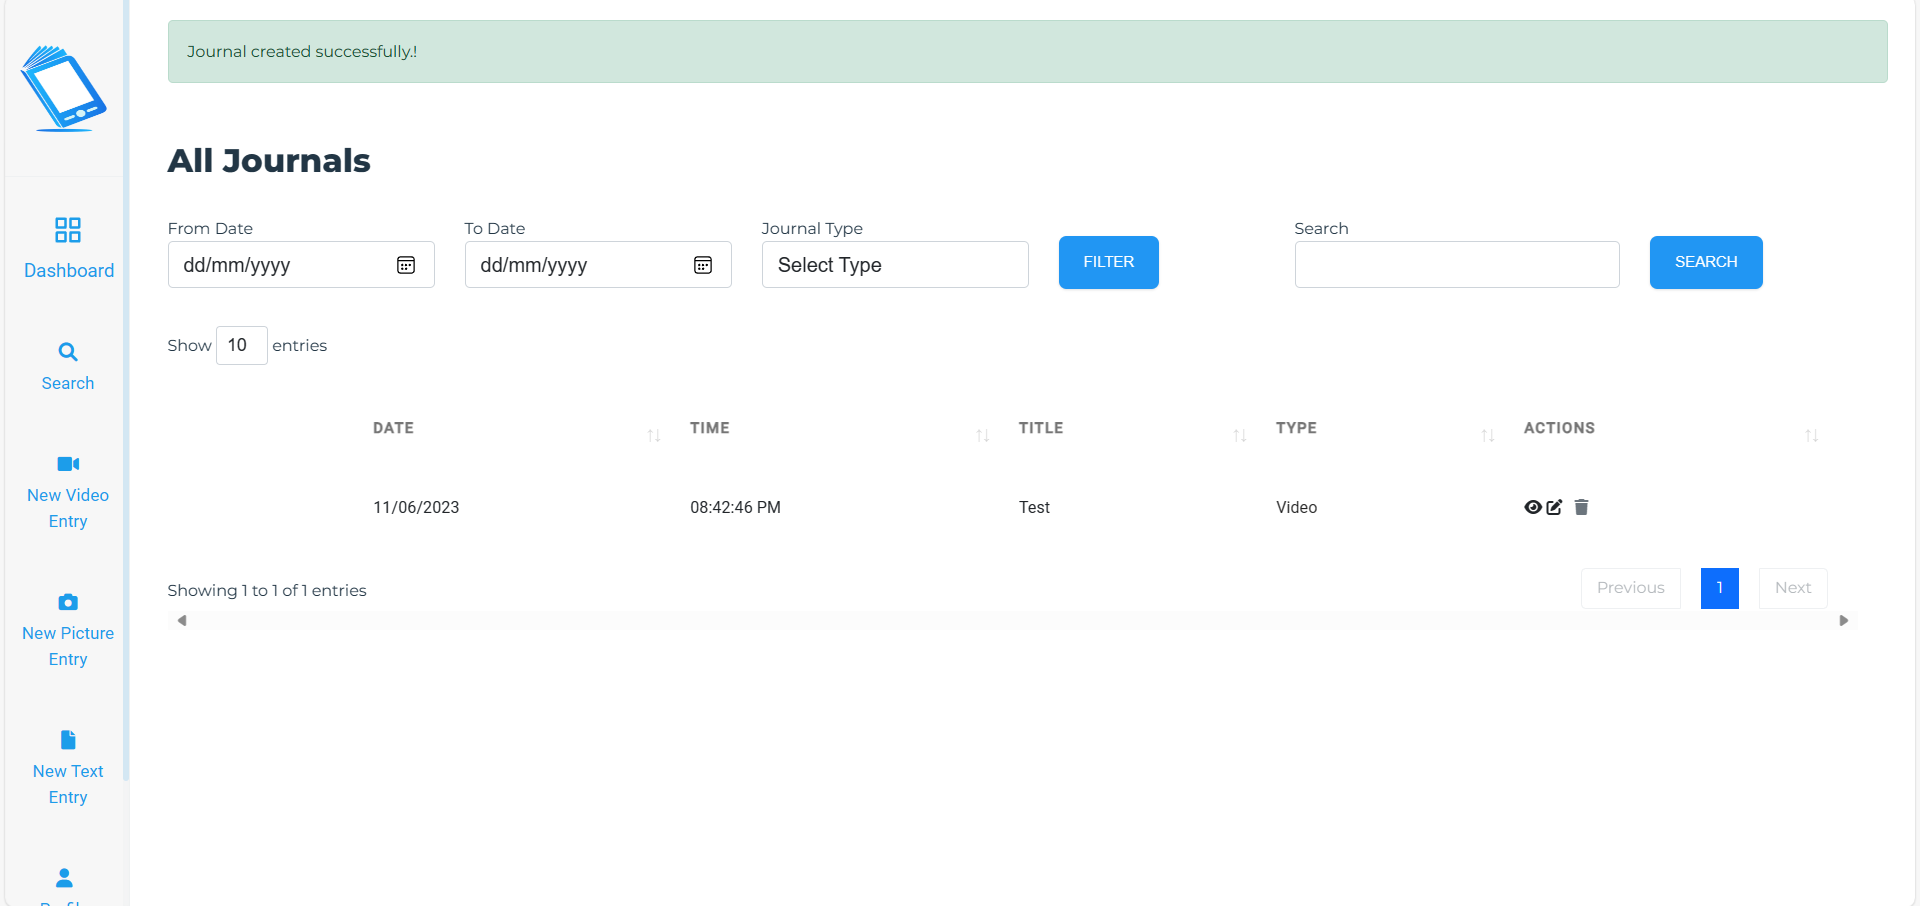 Journal created successfully.!
All Journals
From Date
To Date
Journal Type
Search
dd/mm/yyyy
dd/mm/yyyy
Select Type
FILTER
SEARCH
Show 10 entries
DATE
TIME
TITLE
TYPE
ACTIONS
11/06/2023
08:42:46 PM
Test
Video
Showing 1 to 1 of 1 entries
Previous
1
Next
Dashboard
Search
New Video
Entry
New Picture
Entry
New Text
Entry